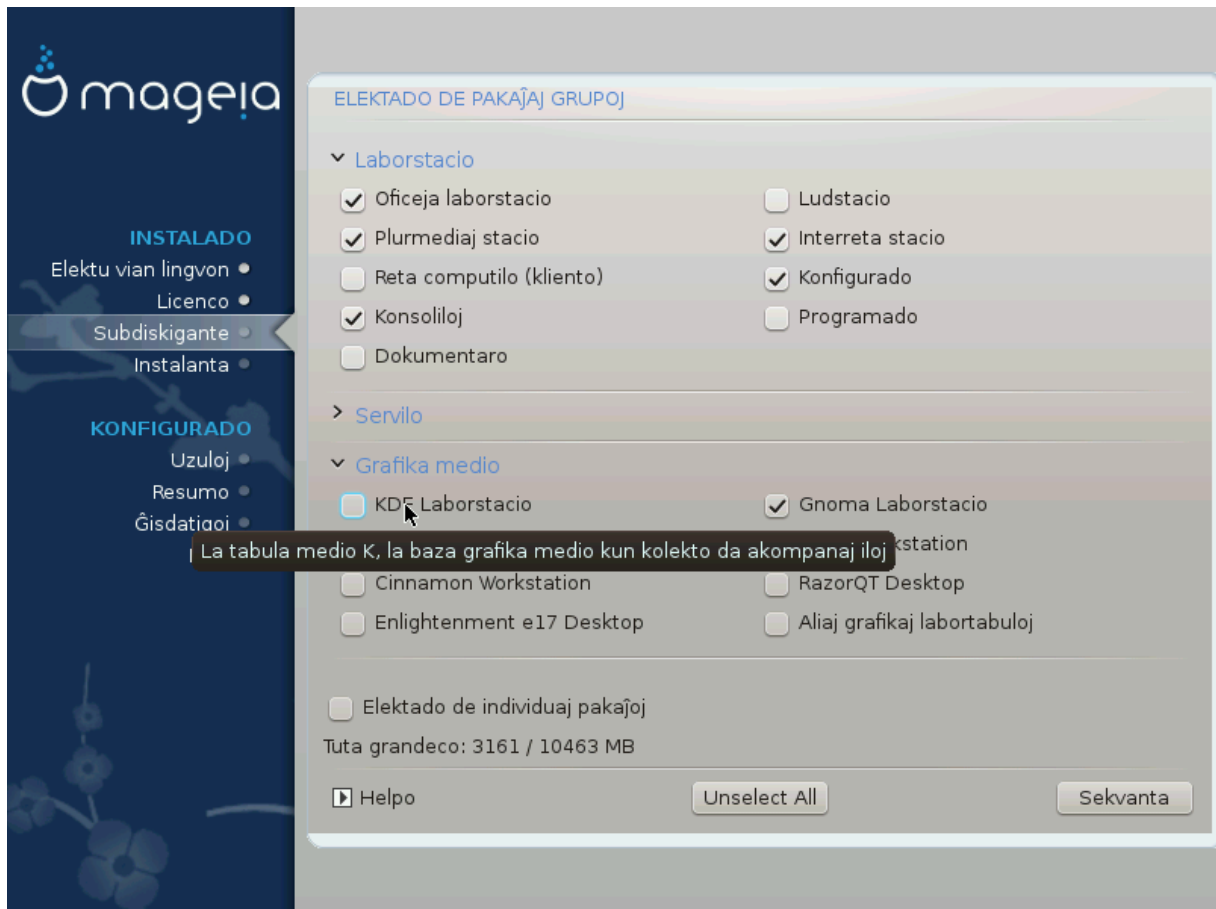 mageia
INSTALADO
Elektu vian lingvon
Licenco
Subdiskigante
Instalanta
KONFIGURADO
Uzuloj
Resumo
Ĝisdatigoj
ELEKTADO DE PAKAĴAJ GRUPOJ
Laborstacio
Oficeja laborstacio
Ludstacio
Plurmediaj stacio
Interreta stacio
Reta computilo (kliento)
Konfigurado
Konsoliloj
Programado
Dokumentaro
Servilo
Grafika medio
KDE Laborstacio
Gnoma Laborstacio
La tabula medio K, la baza grafika medio kun kolekto da akompanaj iloj
Cinnamon Workstation
RazorQT Desktop
Enlightenment e17 Desktop
Aliaj grafikaj labortabuloj
Elektado de individuaj pakaĵoj
Tuta grandeco: 3161 / 10463 MB
Helpo
Unselect All
Sekvanta